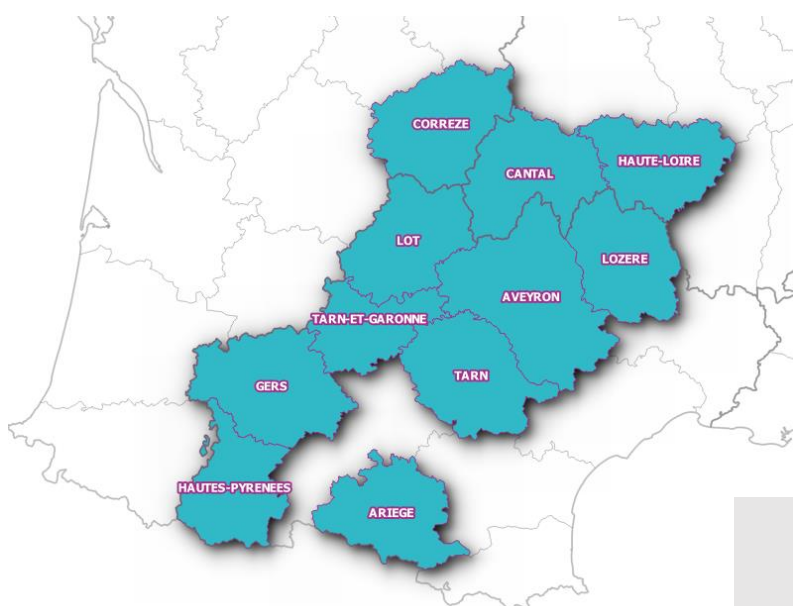 CORREZE
HAUTE-LOIRE
CANTAL
LOT
LOZERE
AVEYRON
TARN-ET-GARONNE
TARN
GERS
HAUTES-PYRENEES
ARIEGE